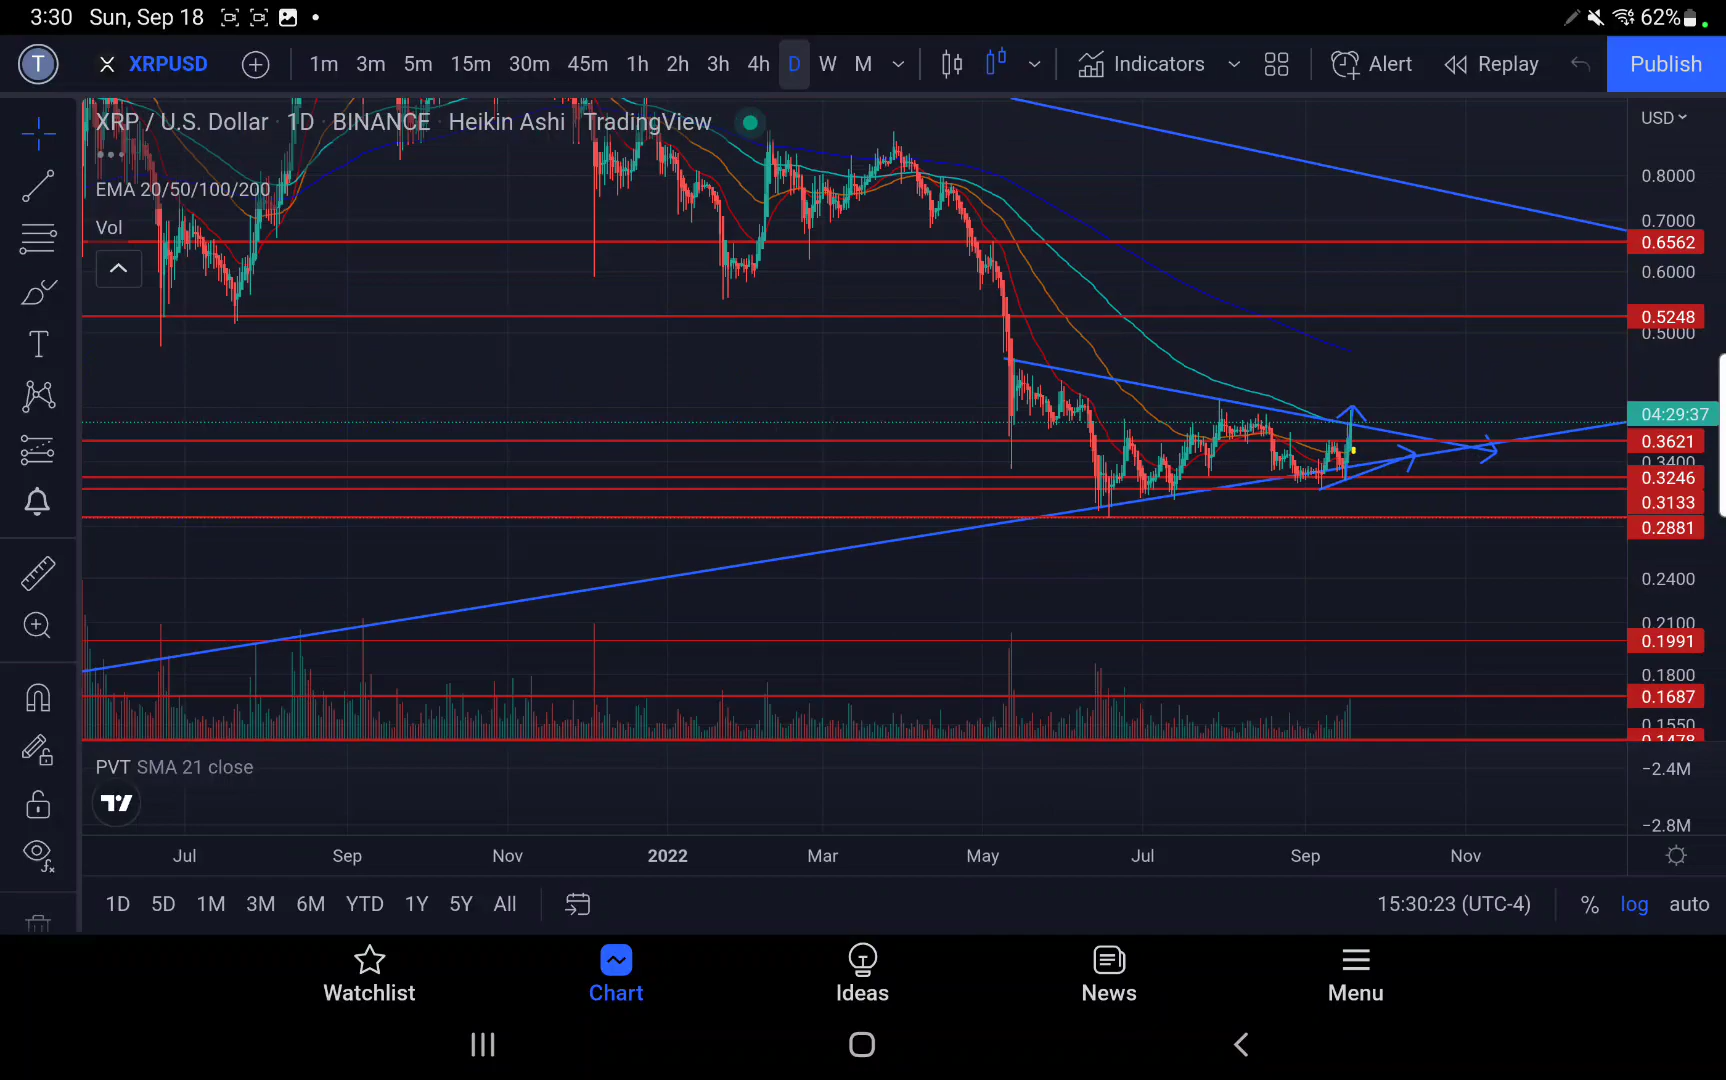 3:30 Sun, Sep 18 62%
T XRPUSD 1m 3m 5m 15m 30m 45m 1h 2h 3h 4h D W M Indicators Alert Replay Publish
XRP / U.S. Dollar · 1D · BINANCE · Heikin Ashi · TradingView
USD
EMA 20/50/100/200
Vol
0.8000
0.7000
0.6562
0.6000
0.5248
0.5000
04:29:37
0.3621
0.3400
0.3246
0.3133
0.2881
0.2400
0.2100
0.1991
0.1800
0.1687
0.1550
0.1478
PVT SMA 21 close
−2.4M
−2.8M
Jul Sep Nov 2022 Mar May Jul Sep Nov
1D 5D 1M 3M 6M YTD 1Y 5Y All 15:30:23 (UTC-4) % log auto
Watchlist Chart Ideas News Menu